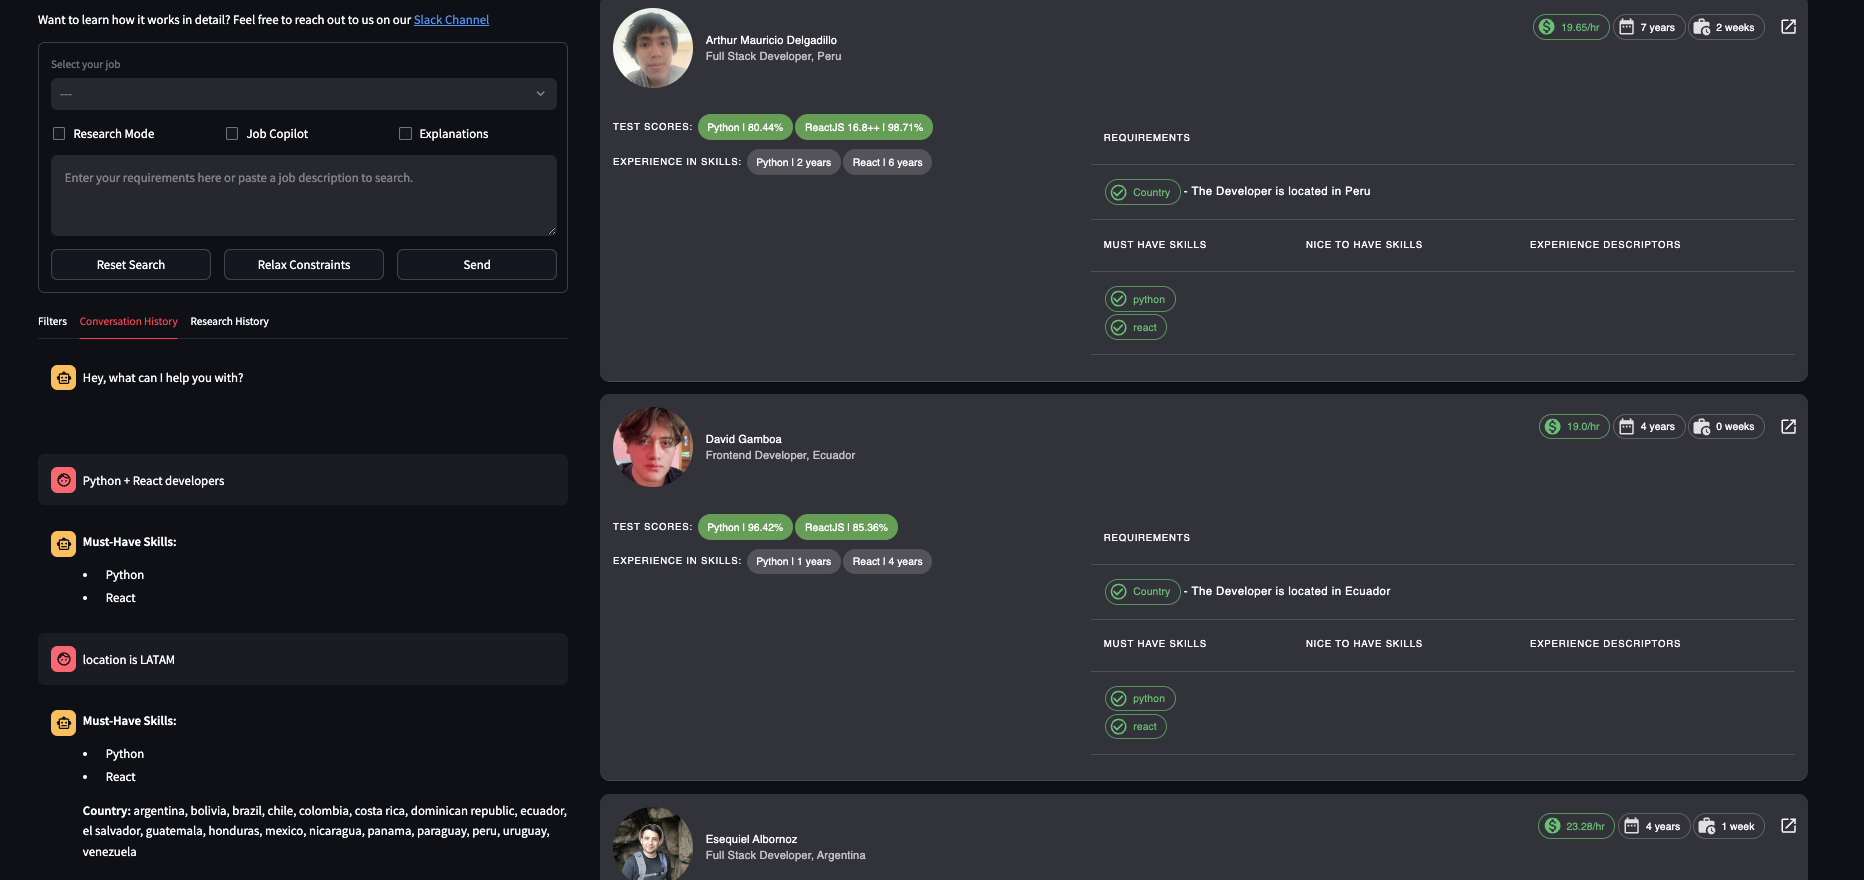 Want to learn how it works in detail? Feel free to reach out to us on our Slack Channel
Select your job
---
Research Mode
Job Copilot
Explanations
Enter your requirements here or paste a job description to search.
Reset Search
Relax Constraints
Send
Filters
Conversation History
Research History
Hey, what can I help you with?
Python + React developers
Must-Have Skills:
• Python
• React
location is LATAM
Must-Have Skills:
• Python
• React
Country: argentina, bolivia, brazil, chile, colombia, costa rica, dominican republic, ecuador,
el salvador, guatemala, honduras, mexico, nicaragua, panama, paraguay, peru, uruguay,
venezuela
Arthur Mauricio Delgadillo
Full Stack Developer, Peru
$ 19.65/hr
7 years
2 weeks
TEST SCORES: Python | 80.44% ReactJS 16.8++ | 98.71%
EXPERIENCE IN SKILLS: Python | 2 years React | 6 years
REQUIREMENTS
Country - The Developer is located in Peru
MUST HAVE SKILLS
NICE TO HAVE SKILLS
EXPERIENCE DESCRIPTORS
python
react
David Gamboa
Frontend Developer, Ecuador
$ 19.0/hr
4 years
0 weeks
TEST SCORES: Python | 96.42% ReactJS | 85.36%
EXPERIENCE IN SKILLS: Python | 1 years React | 4 years
REQUIREMENTS
Country - The Developer is located in Ecuador
MUST HAVE SKILLS
NICE TO HAVE SKILLS
EXPERIENCE DESCRIPTORS
python
react
Esequiel Albornoz
Full Stack Developer, Argentina
$ 23.28/hr
4 years
1 week